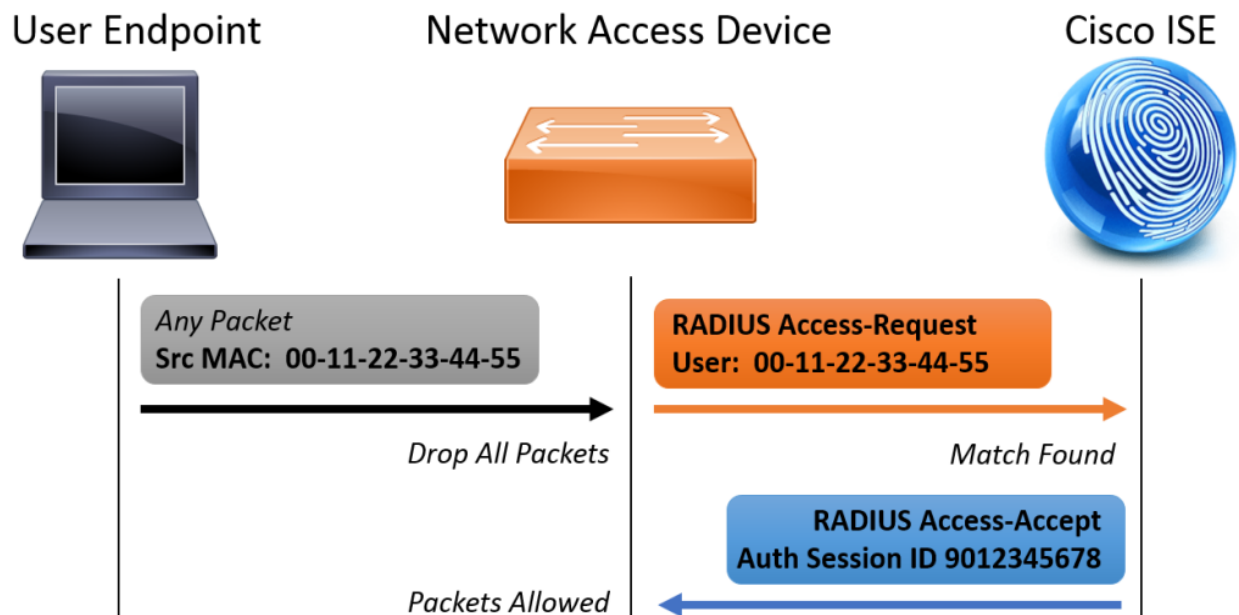 User Endpoint
Network Access Device
Cisco ISE
Any Packet
Src MAC: 00-11-22-33-44-55
RADIUS Access-Request
User: 00-11-22-33-44-55
Drop All Packets
Match Found
RADIUS Access-Accept
Auth Session ID 9012345678
Packets Allowed